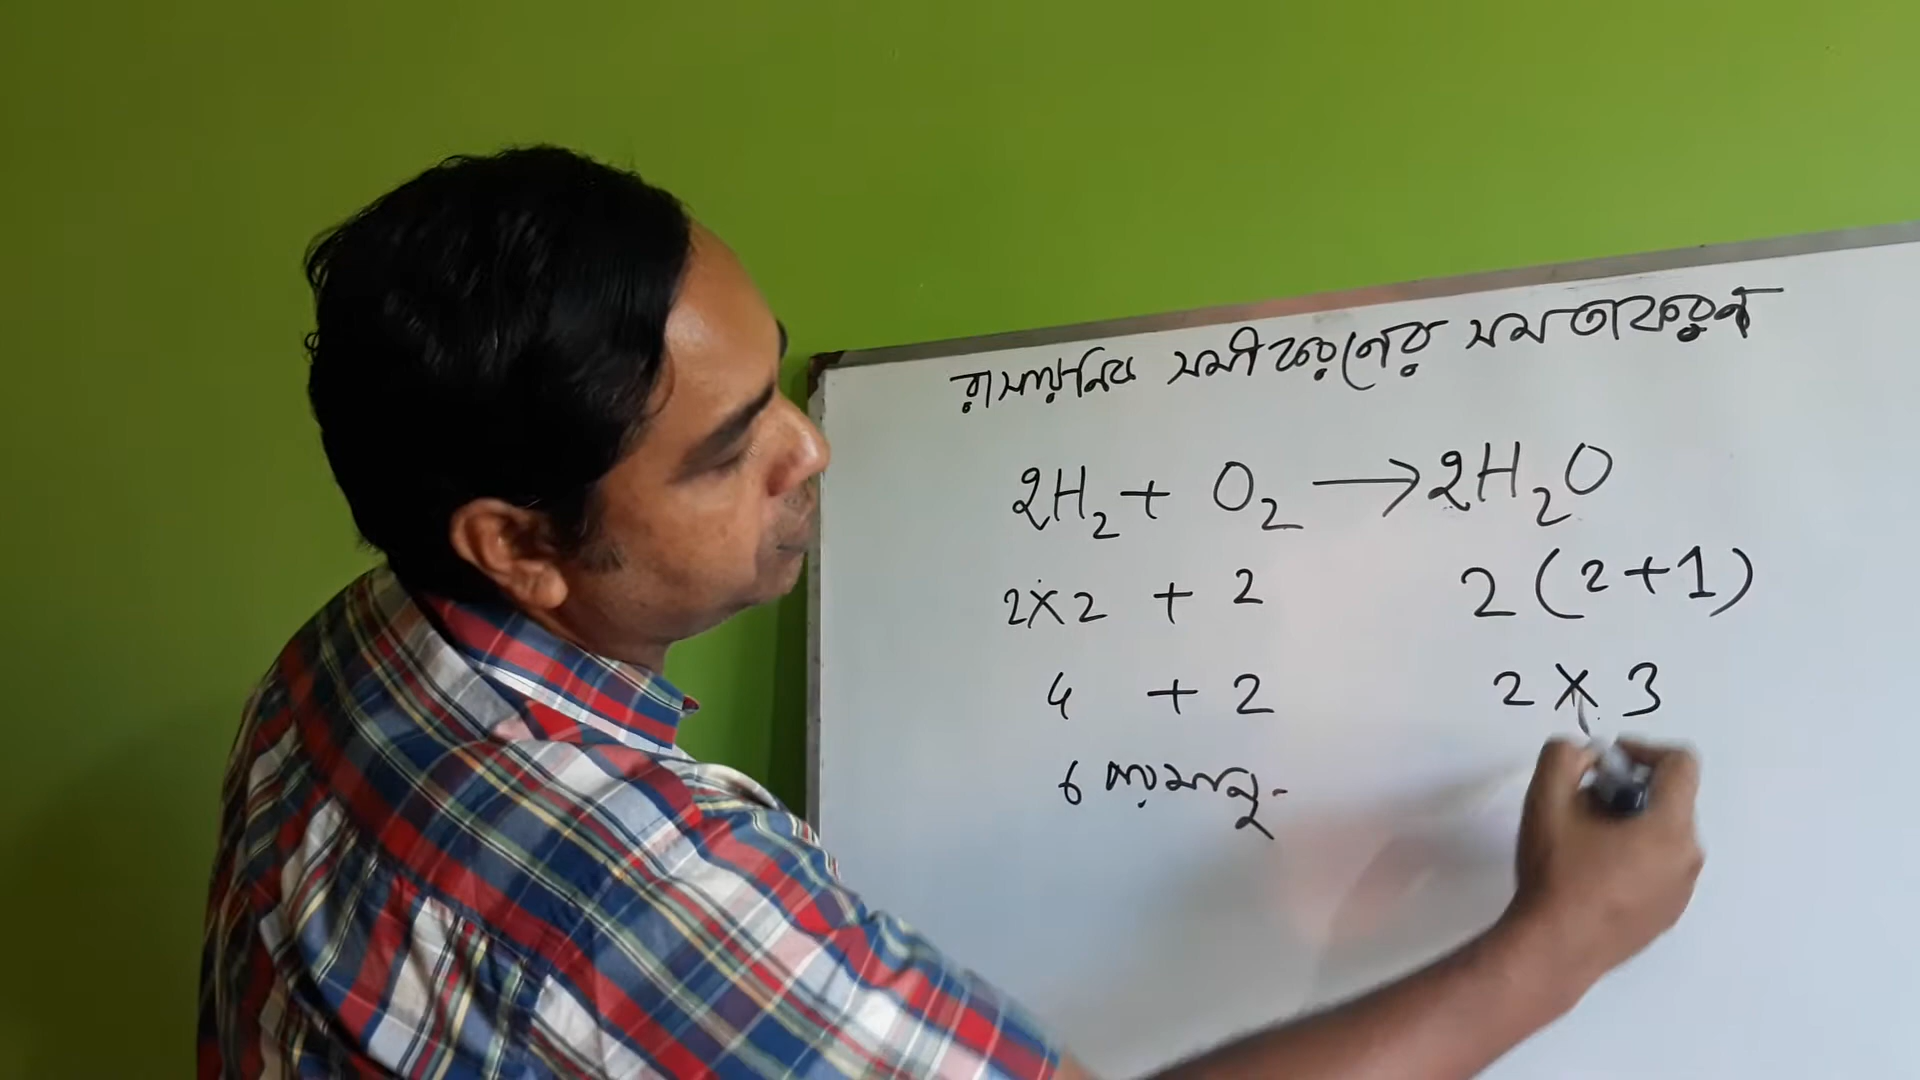 রাসায়নিক সমীকরণের সমতাকরণ
2H₂ + O₂ → 2H₂O
2×2 + 2 2(2+1)
4 + 2 2×3
6 পরমানু